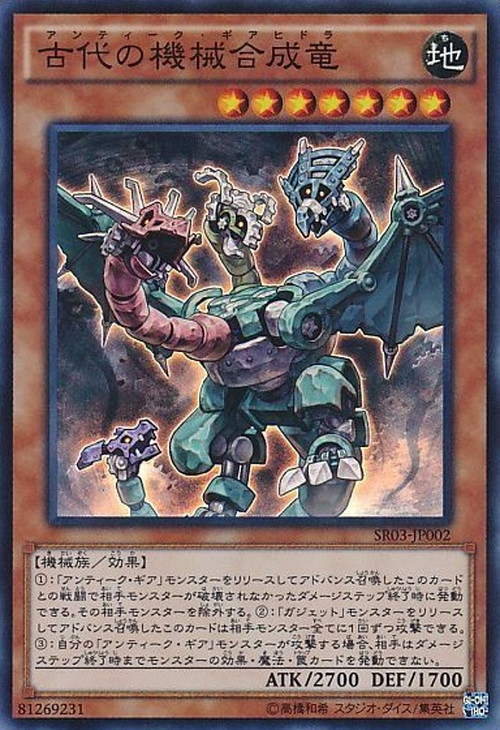 アンティーク・ギアヒドラ
古代の機械合成竜
地
SR03-JP002
【機械族／効果】
①：「アンティーク・ギア」モンスターをリリースしてアドバンス召喚したこのカード
との戦闘で相手モンスターが破壊されなかったダメージステップ終了時に発動
できる。その相手モンスターを除外する。②：「ガジェット」モンスターをリリース
してアドバンス召喚したこのカードは相手モンスター全てに1回ずつ攻撃できる。
③：自分の「アンティーク・ギア」モンスターが攻撃する場合、相手はダメージ
ステップ終了時までモンスターの効果・魔法・罠カードを発動できない。
ATK/2700 DEF/1700
81269231
©高橋和希 スタジオ・ダイス/集英社